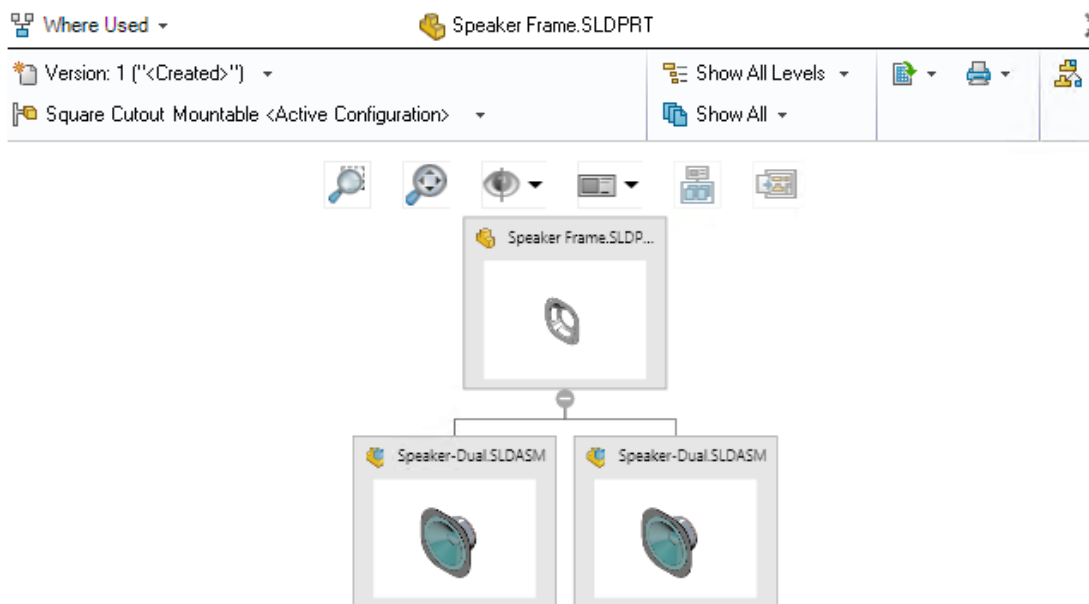 Where Used
Speaker Frame.SLDPRT
Version: 1 ("<Created>")
Show All Levels
Square Cutout Mountable <Active Configuration>
Show All
Speaker Frame.SLDP...
Speaker-Dual.SLDASM
Speaker-Dual.SLDASM